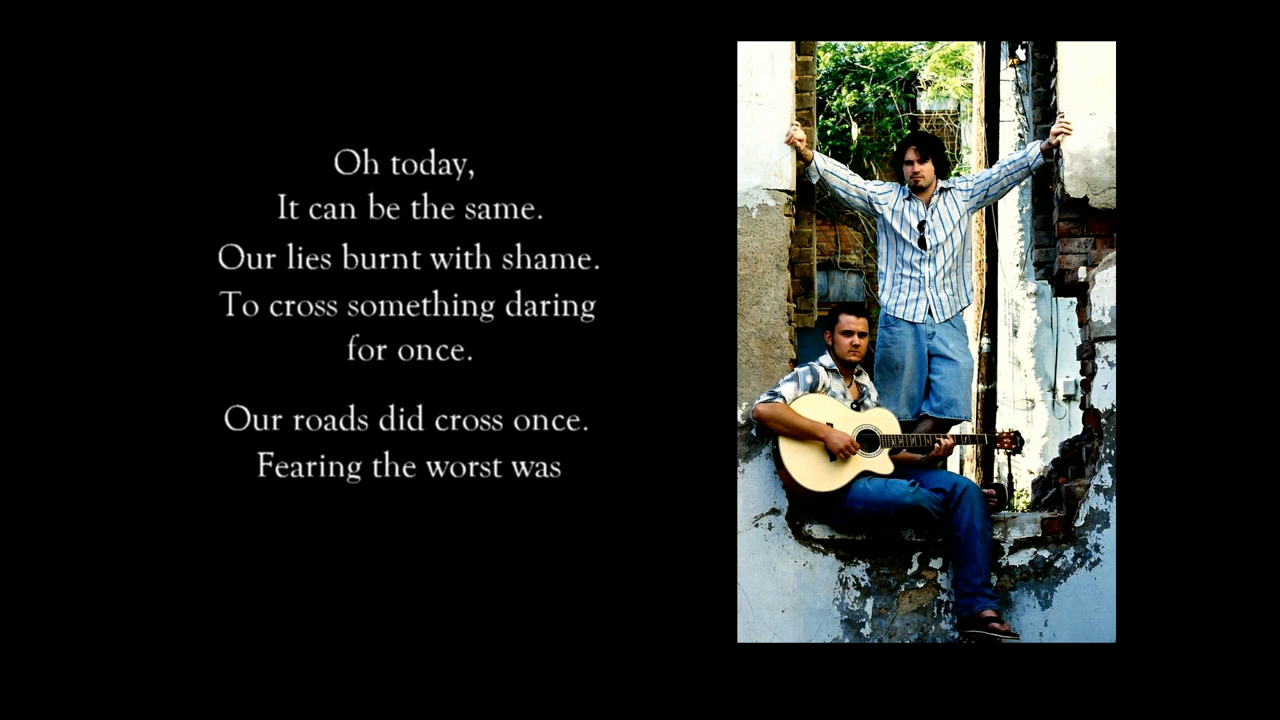 Oh today,
It can be the same.
Our lies burnt with shame.
To cross something daring
for once.
Our roads did cross once.
Fearing the worst was